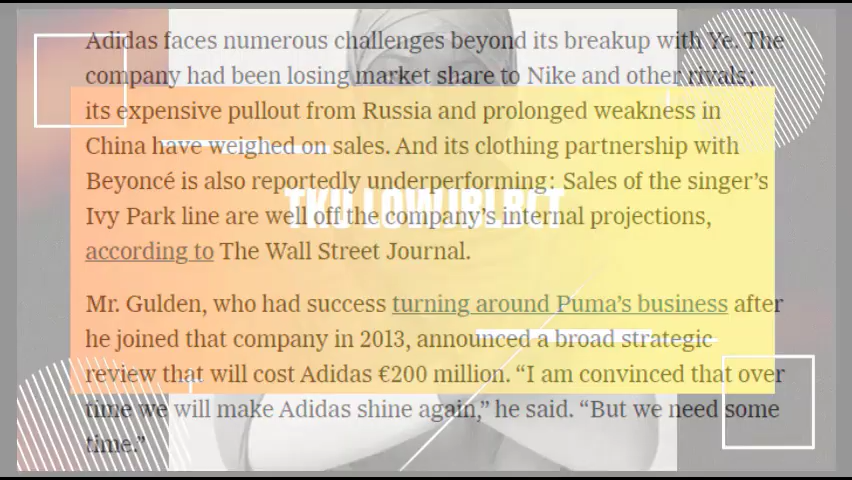 Adidas faces numerous challenges beyond its breakup with Ye. The
company had been losing market share to Nike and other rivals;
its expensive pullout from Russia and prolonged weakness in
China have weighed on sales. And its clothing partnership with
Beyoncé is also reportedly underperforming: Sales of the singer’s
Ivy Park line are well off the company’s internal projections,
according to The Wall Street Journal.
Mr. Gulden, who had success turning around Puma’s business after
he joined that company in 2013, announced a broad strategic
review that will cost Adidas €200 million. “I am convinced that over
time we will make Adidas shine again,” he said. “But we need some
time.”